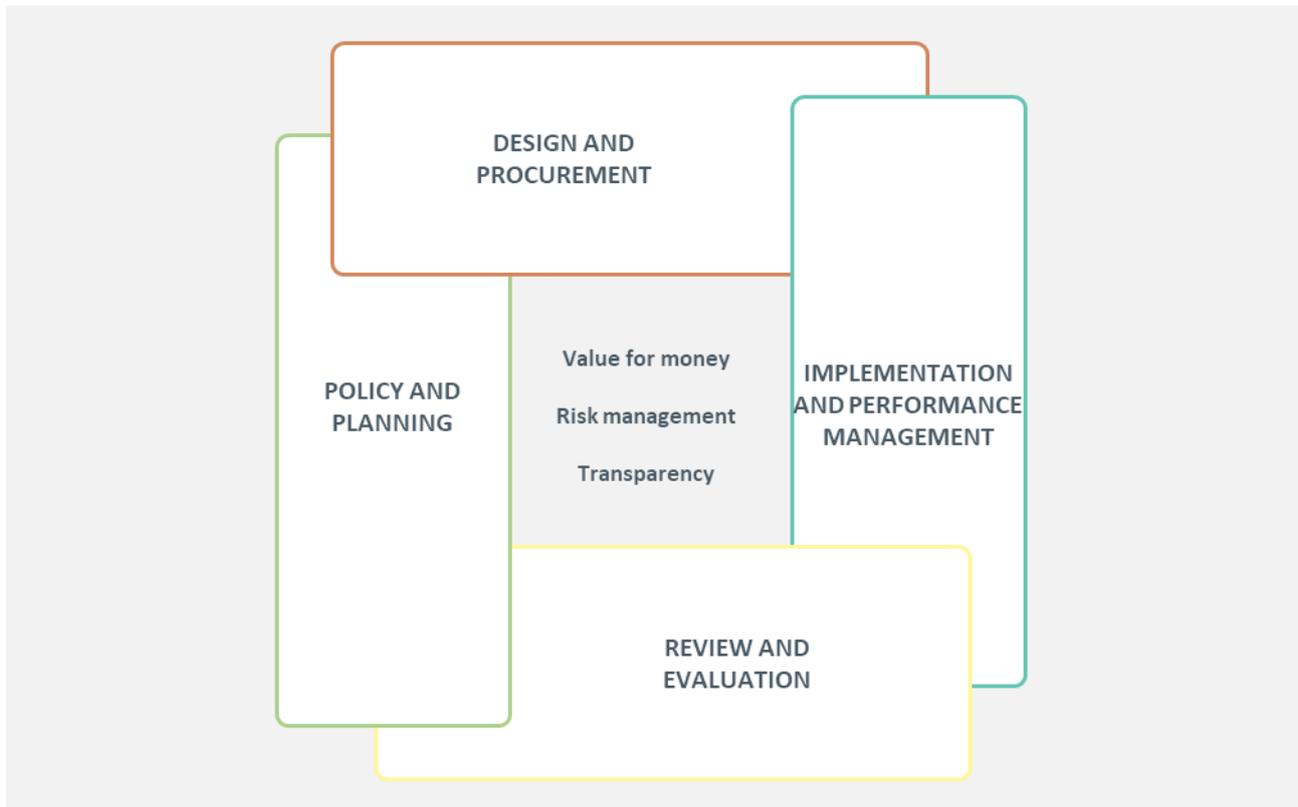 DESIGN AND
PROCUREMENT
POLICY AND
PLANNING
Value for money
Risk management
Transparency
IMPLEMENTATION
AND PERFORMANCE
MANAGEMENT
REVIEW AND
EVALUATION